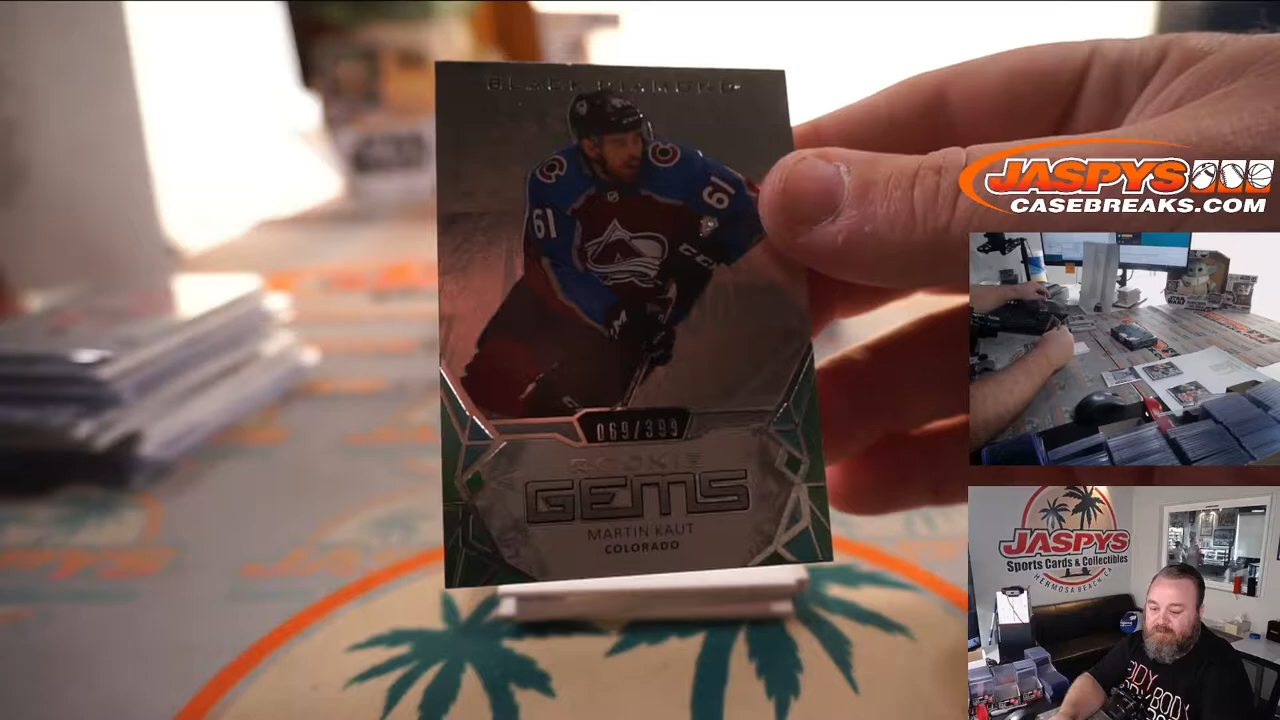 BLACK DIAMOND
61
61
069/399
ROOKIE
GEMS
MARTIN KAUT
COLORADO
JASPYS
CASEBREAKS.COM
JASPYS
Sports Cards & Collectibles
HERMOSA BEACH CA